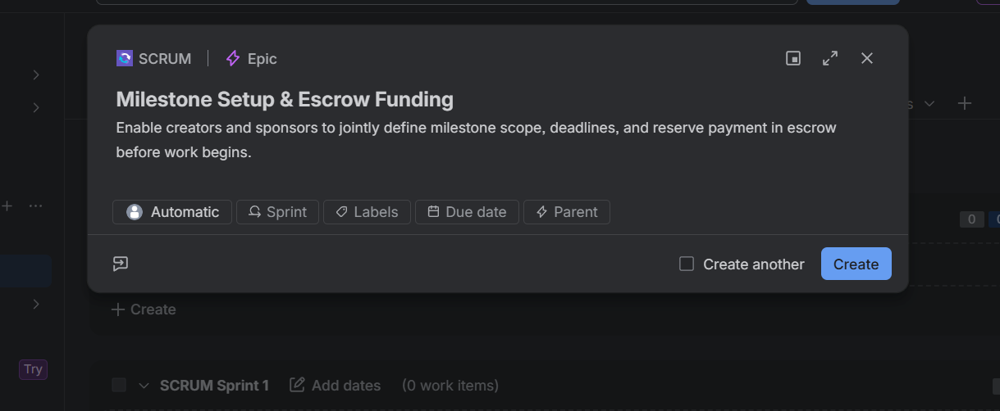 SCRUM Epic
Milestone Setup & Escrow Funding
Enable creators and sponsors to jointly define milestone scope, deadlines, and reserve payment in escrow
before work begins.
Automatic Sprint Labels Due date Parent
0
Create another Create
Create
Try
SCRUM Sprint 1 Add dates (0 work items)